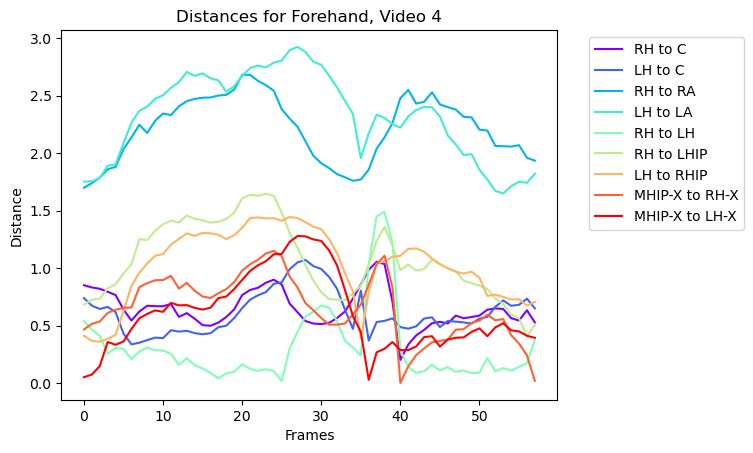 Distances for Forehand, Video 4
Distance
3.0
2.5
2.0
1.5
1.0
0.5
0.0
0
10
20
30
40
50
Frames
RH to C
LH to C
RH to RA
LH to LA
RH to LH
RH to LHIP
LH to RHIP
MHIP-X to RH-X
MHIP-X to LH-X